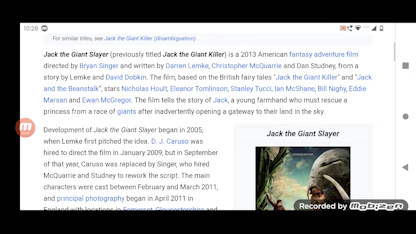 10:28
For similar titles, see Jack the Giant Killer (disambiguation)
Jack the Giant Slayer (previously titled Jack the Giant Killer) is a 2013 American fantasy adventure film
directed by Bryan Singer and written by Darren Lemke, Christopher McQuarrie and Dan Studney, from a
story by Lemke and David Dobkin. The film, based on the British fairy tales "Jack the Giant Killer" and "Jack
and the Beanstalk", stars Nicholas Hoult, Eleanor Tomlinson, Stanley Tucci, Ian McShane, Bill Nighy, Eddie
Marsan and Ewan McGregor. The film tells the story of Jack, a young farmhand who must rescue a
princess from a race of giants after inadvertently opening a gateway to their land in the sky.
Development of Jack the Giant Slayer began in 2005,
when Lemke first pitched the idea. D. J. Caruso was
hired to direct the film in January 2009, but in September
of that year, Caruso was replaced by Singer, who hired
McQuarrie and Studney to rework the script. The main
characters were cast between February and March 2011,
and principal photography began in April 2011 in
England with locations in Somerset, Gloucestershire and
Jack the Giant Slayer
Recorded by mobizen